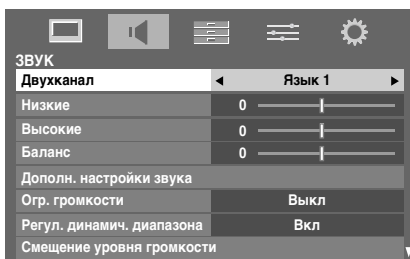 ЗВУК
Двухканал ◄ Язык 1 ►
Низкие 0
Высокие 0
Баланс 0
Дополн. настройки звука
Огр. громкости Выкл
Регул. динамич. диапазона Вкл
Смещение уровня громкости